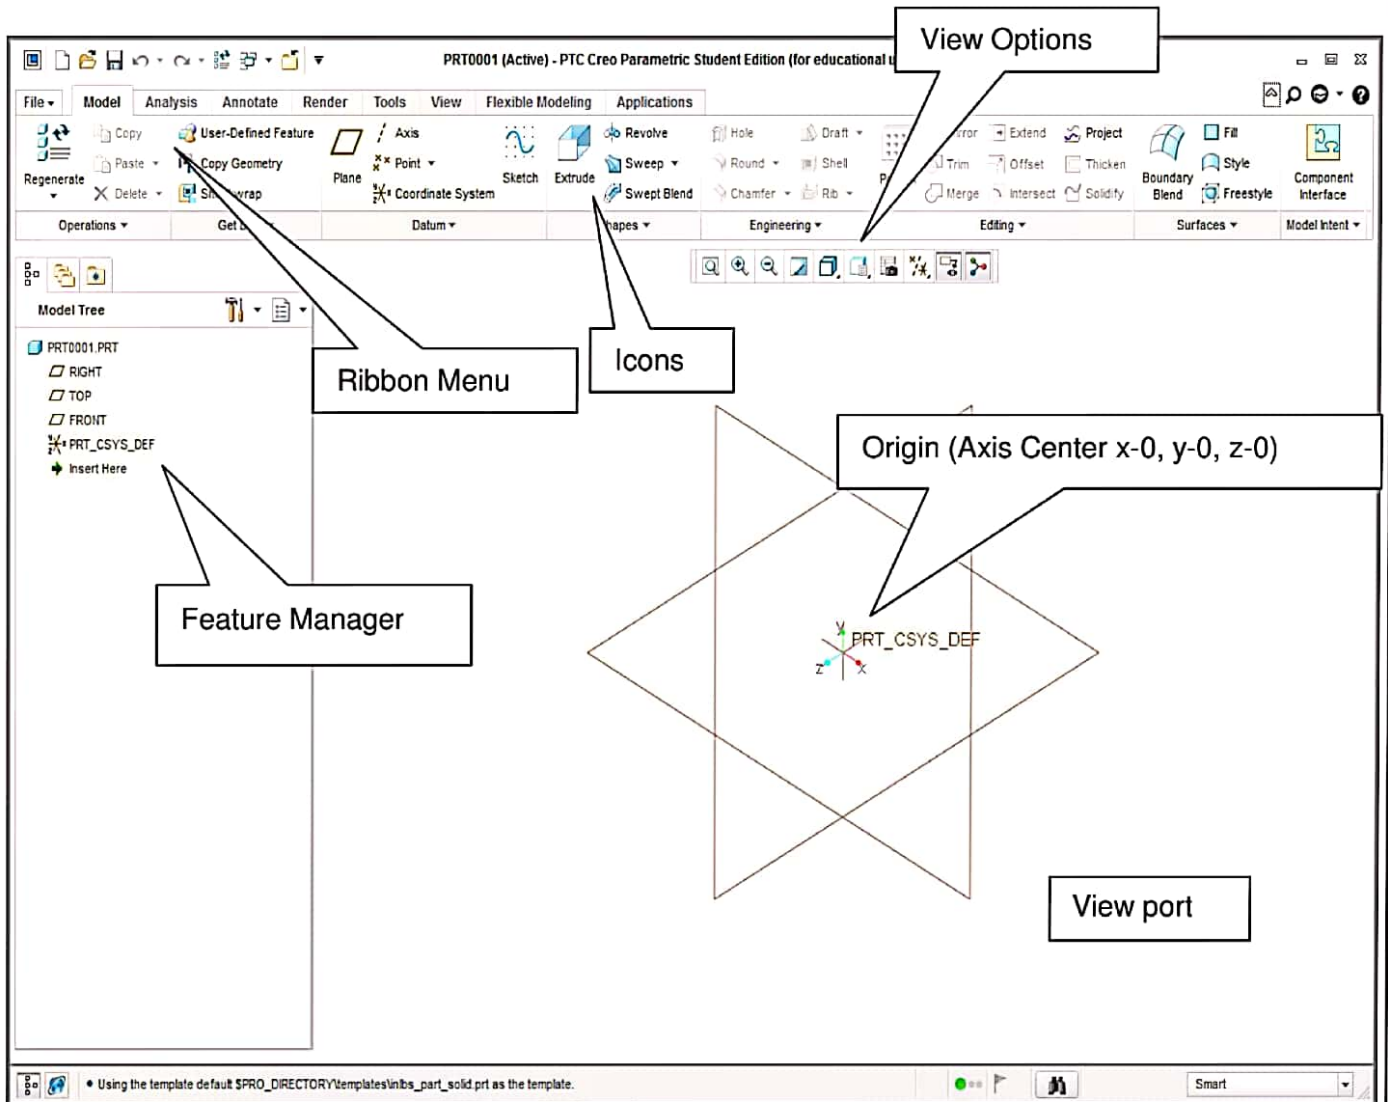 View Options
PRT0001 (Active) - PTC Creo Parametric Student Edition (for educational u
File Model Analysis Annotate Render Tools View Flexible Modeling Applications
Copy User-Defined Feature Axis Revolve Hole Draft Extend Project Fill
Paste Copy Geometry Point Sweep Round Shell Trim Offset Thicken Style
Regenerate Plane Sketch Extrude Boundary Blend Component Interface
Delete Coordinate System Swept Blend Chamfer Rib Merge Intersect Solidify Freestyle
Operations Datum Engineering Editing Surfaces Model Intent
Model Tree
PRT0001.PRT
RIGHT
TOP
FRONT
PRT_CSYS_DEF
Insert Here
Ribbon Menu
Icons
Origin (Axis Center x-0, y-0, z-0)
Feature Manager
y
PRT_CSYS_DEF
z x
View port
• Using the template default $PRO_DIRECTORY\templates\inlbs_part_solid.prt as the template.
Smart